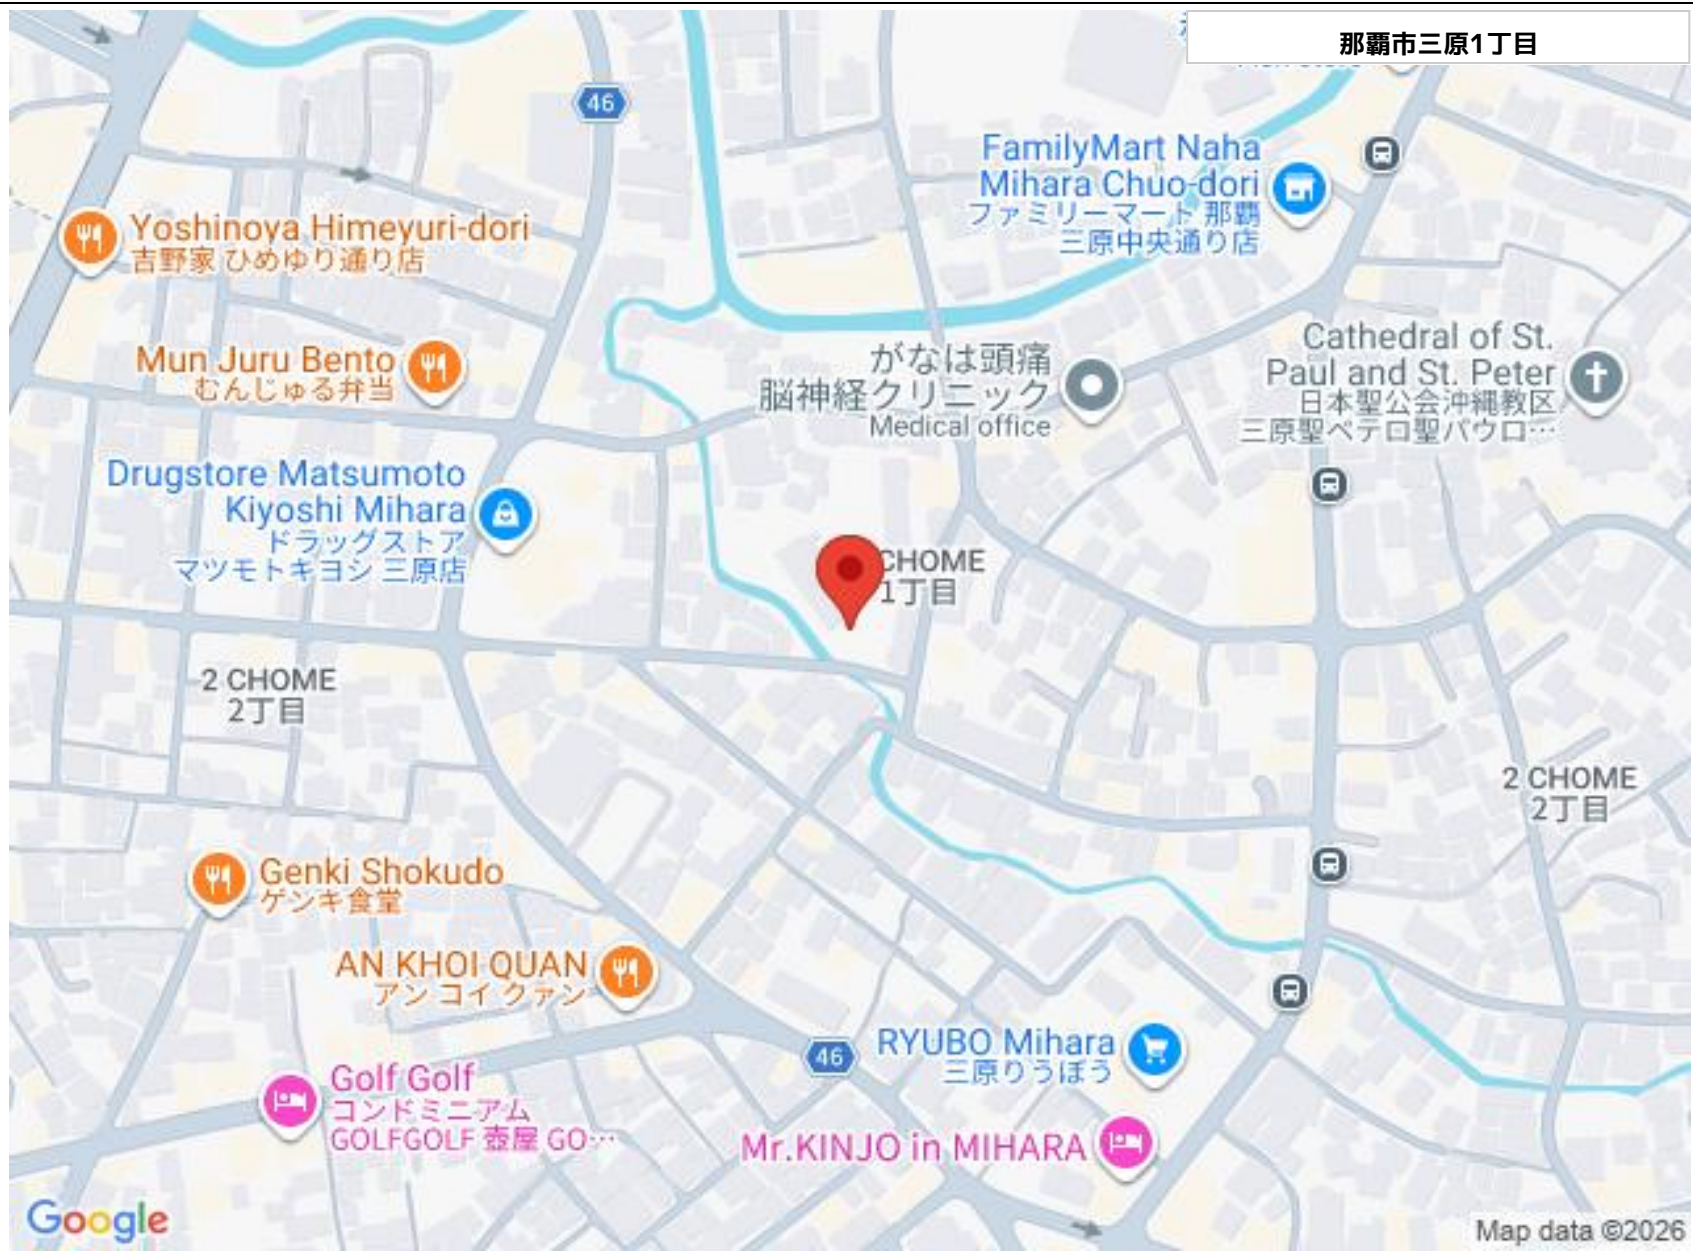 那覇市三原1丁目
46
FamilyMart Naha
Mihara Chuo-dori
ファミリーマート 那覇
三原中央通り店
Yoshinoya Himeyuri-dori
吉野家 ひめゆり通り店
Mun Juru Bento
むんじゅる弁当
がなは頭痛
脳神経クリニック
Medical office
Cathedral of St.
Paul and St. Peter
日本聖公会沖縄教区
三原聖ペテロ聖パウロ…
Drugstore Matsumoto
Kiyoshi Mihara
ドラッグストア
マツモトキヨシ 三原店
CHOME
1丁目
2 CHOME
2丁目
2 CHOME
2丁目
Genki Shokudo
ゲンキ食堂
AN KHOI QUAN
アン コイ クァン
46
RYUBO Mihara
三原りうぼう
Golf Golf
コンドミニアム
GOLFGOLF 壺屋 GO…
Mr.KINJO in MIHARA
Google
Map data ©2026